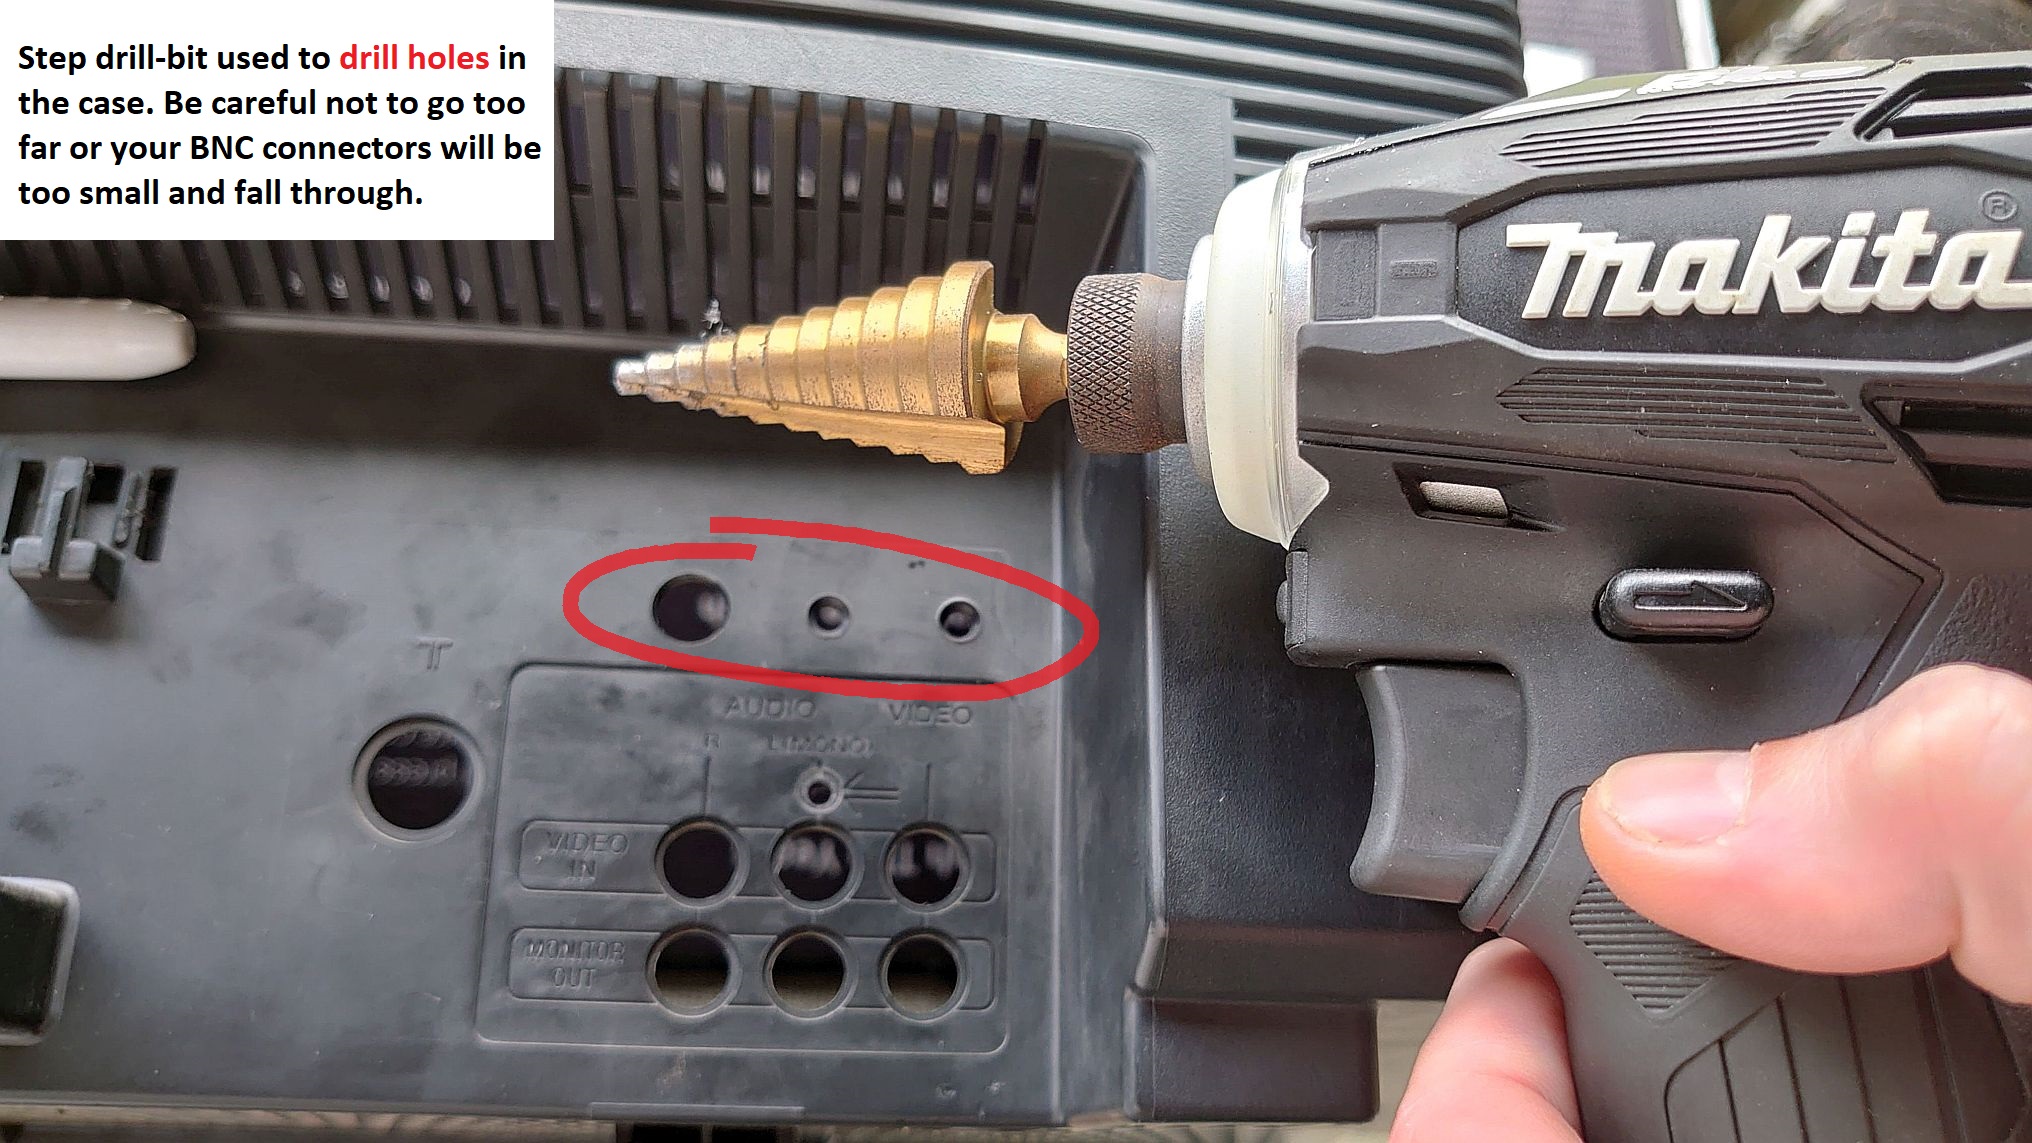 Step drill-bit used to drill holes in
the case. Be careful not to go too
far or your BNC connectors will be
too small and fall through.
makita ®
AUDIO VIDEO
R L(MONO)
VIDEO
IN
MONITOR
OUT